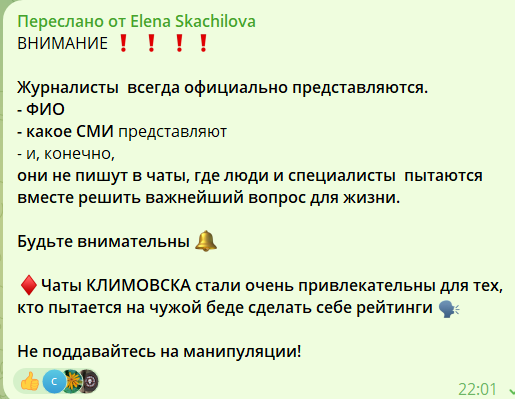 Переслано от Elena Skachilova
ВНИМАНИЕ ❗ ❗ ❗ ❗
Журналисты всегда официально представляются.
- ФИО
- какое СМИ представляют
- и, конечно,
они не пишут в чаты, где люди и специалисты пытаются
вместе решить важнейший вопрос для жизни.
Будьте внимательны 🔔
♦️Чаты КЛИМОВСКА стали очень привлекательны для тех,
кто пытается на чужой беде сделать себе рейтинги 🗣
Не поддавайтесь на манипуляции!
👍 C
22:01